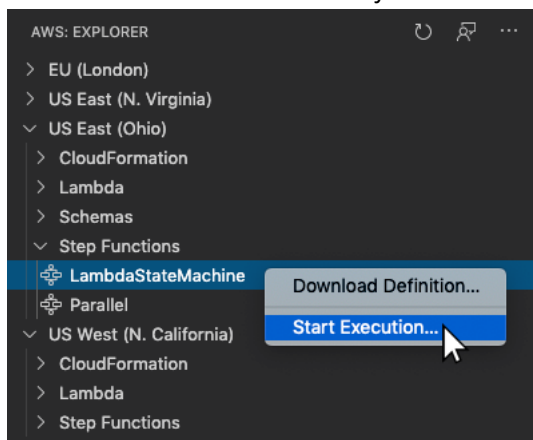 AWS: EXPLORER
EU (London)
US East (N. Virginia)
US East (Ohio)
CloudFormation
Lambda
Schemas
Step Functions
LambdaStateMachine
Download Definition...
Parallel
Start Execution...
US West (N. California)
CloudFormation
Lambda
Step Functions